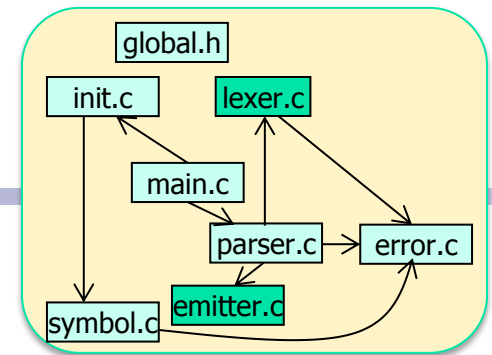 global.h
init.c
lexer.c
main.c
parser.c
error.c
emitter.c
symbol.c